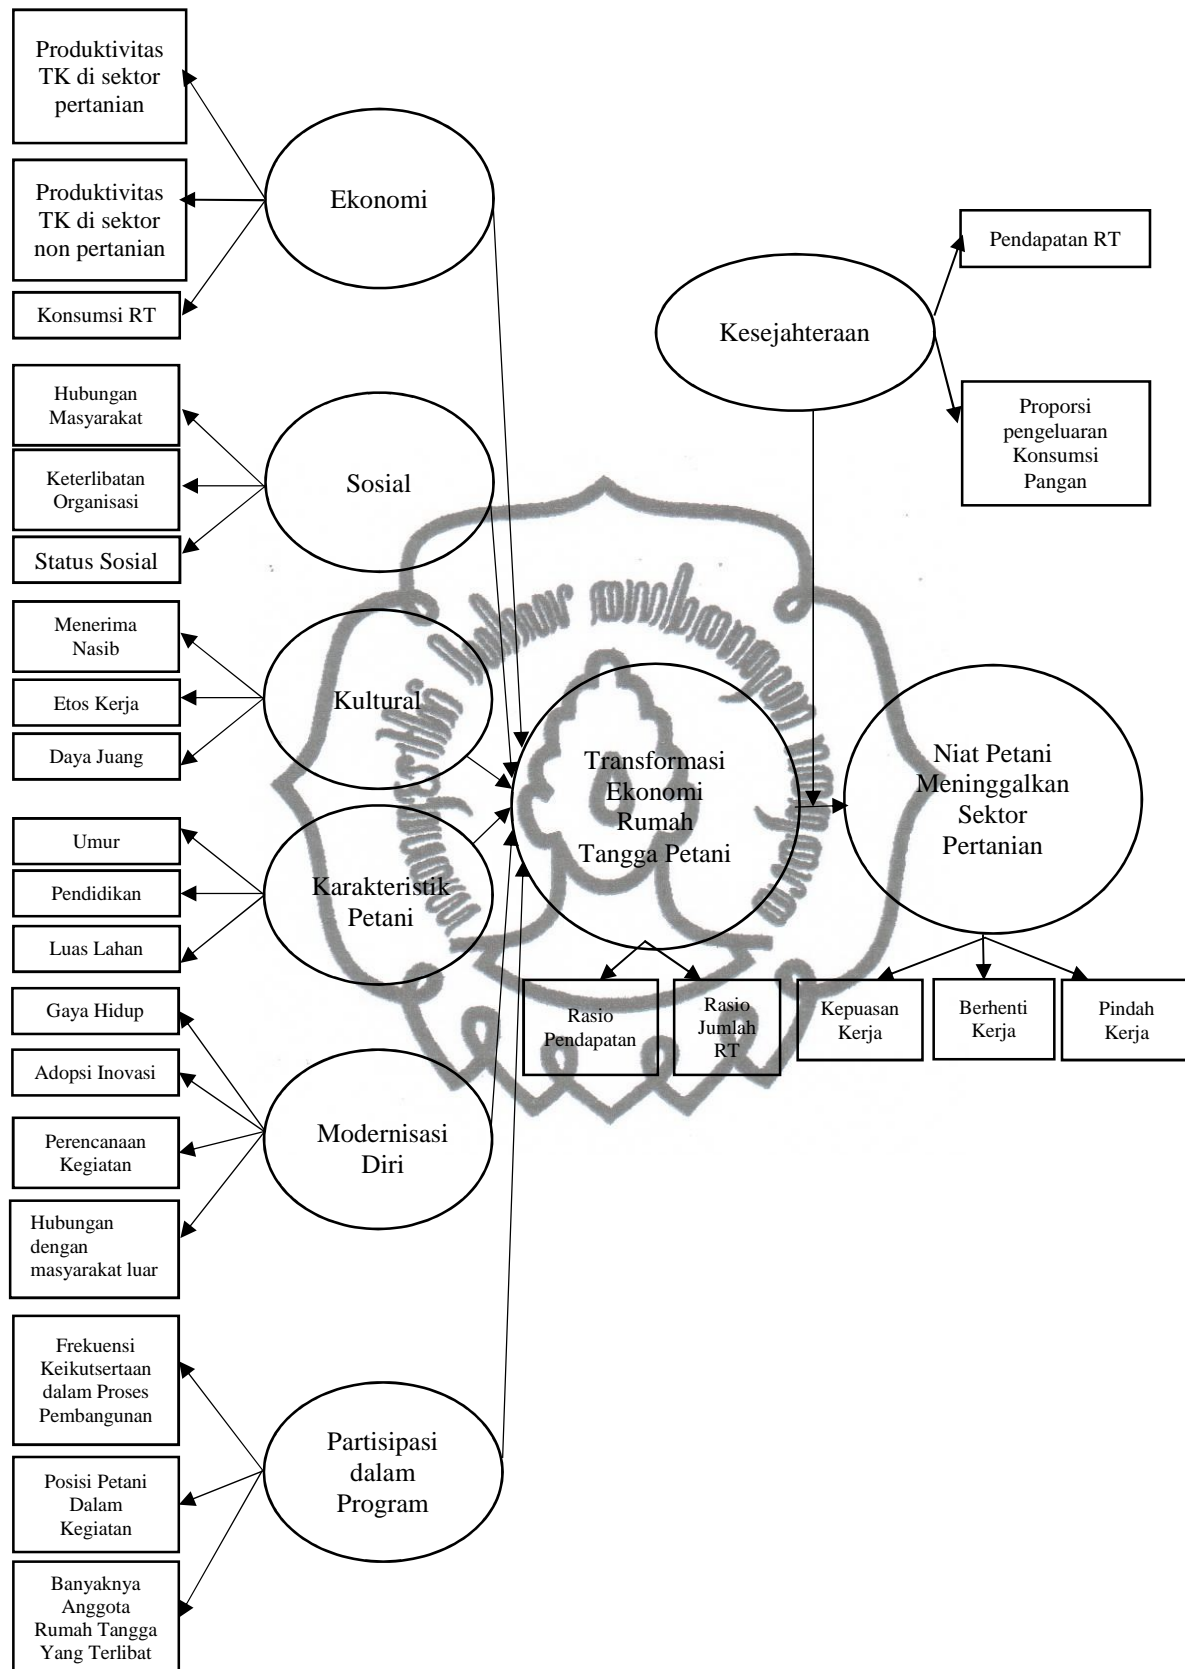 Produktivitas
TK di sektor
pertanian
Produktivitas
TK di sektor
non pertanian
Konsumsi RT
Ekonomi
Hubungan
Masyarakat
Keterlibatan
Organisasi
Status Sosial
Sosial
Menerima
Nasib
Etos Kerja
Daya Juang
Kultural
Umur
Pendidikan
Luas Lahan
Karakteristik
Petani
Gaya Hidup
Adopsi Inovasi
Perencanaan
Kegiatan
Hubungan
dengan
masyarakat luar
Modernisasi
Diri
Frekuensi
Keikutsertaan
dalam Proses
Pembangunan
Posisi Petani
Dalam
Kegiatan
Banyaknya
Anggota
Rumah Tangga
Yang Terlibat
Partisipasi
dalam
Program
Transformasi
Ekonomi
Rumah
Tangga Petani
Rasio
Pendapatan
Rasio
Jumlah
RT
Kesejahteraan
Pendapatan RT
Proporsi
pengeluaran
Konsumsi
Pangan
Niat Petani
Meninggalkan
Sektor
Pertanian
Kepuasan
Kerja
Berhenti
Kerja
Pindah
Kerja